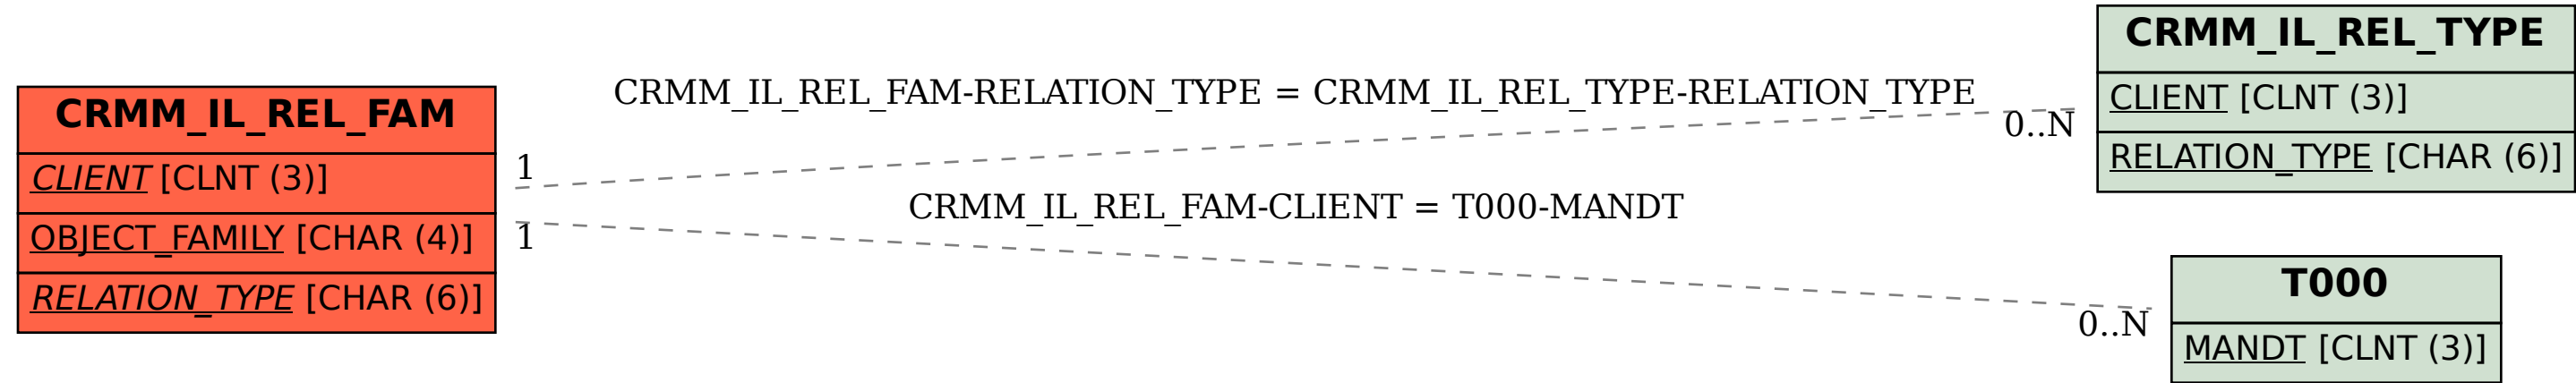 CRMM_IL_REL_FAM
CLIENT [CLNT (3)]
OBJECT_FAMILY [CHAR (4)]
RELATION_TYPE [CHAR (6)]
CRMM_IL_REL_FAM-RELATION_TYPE = CRMM_IL_REL_TYPE-RELATION_TYPE
1
0..N
CRMM_IL_REL_FAM-CLIENT = T000-MANDT
1
0..N
CRMM_IL_REL_TYPE
CLIENT [CLNT (3)]
RELATION_TYPE [CHAR (6)]
T000
MANDT [CLNT (3)]